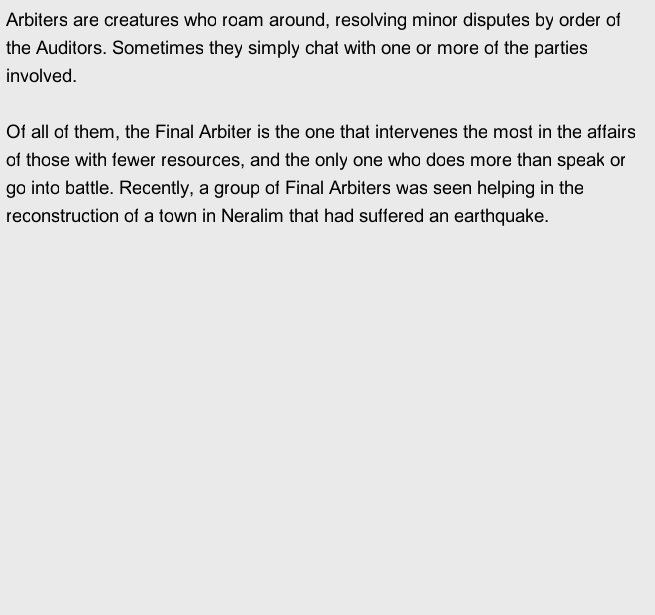 Arbiters are creatures who roam around, resolving minor disputes by order of
the Auditors. Sometimes they simply chat with one or more of the parties
involved.
Of all of them, the Final Arbiter is the one that intervenes the most in the affairs
of those with fewer resources, and the only one who does more than speak or
go into battle. Recently, a group of Final Arbiters was seen helping in the
reconstruction of a town in Neralim that had suffered an earthquake.